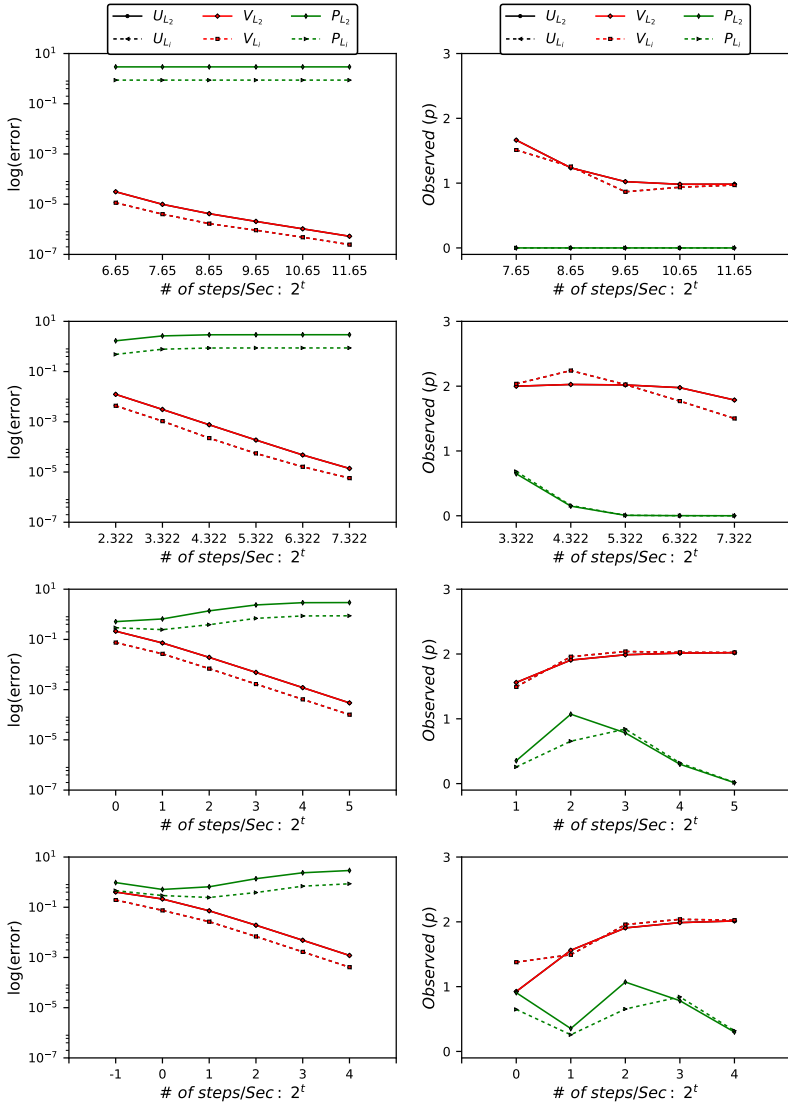 U_{L_2} V_{L_2} P_{L_2}
U_{L_i} V_{L_i} P_{L_i}
10^1
10^{-1}
10^{-3}
10^{-5}
10^{-7}
log(error)
6.65 7.65 8.65 9.65 10.65 11.65
# of steps/Sec: 2^t
U_{L_2} V_{L_2} P_{L_2}
U_{L_i} V_{L_i} P_{L_i}
3
2
1
0
Observed (p)
7.65 8.65 9.65 10.65 11.65
# of steps/Sec: 2^t
10^1
10^{-1}
10^{-3}
10^{-5}
10^{-7}
log(error)
2.322 3.322 4.322 5.322 6.322 7.322
# of steps/Sec: 2^t
3
2
1
0
Observed (p)
3.322 4.322 5.322 6.322 7.322
# of steps/Sec: 2^t
10^1
10^{-1}
10^{-3}
10^{-5}
10^{-7}
log(error)
0 1 2 3 4 5
# of steps/Sec: 2^t
3
2
1
0
Observed (p)
1 2 3 4 5
# of steps/Sec: 2^t
10^1
10^{-1}
10^{-3}
10^{-5}
10^{-7}
log(error)
-1 0 1 2 3 4
# of steps/Sec: 2^t
3
2
1
0
Observed (p)
0 1 2 3 4
# of steps/Sec: 2^t